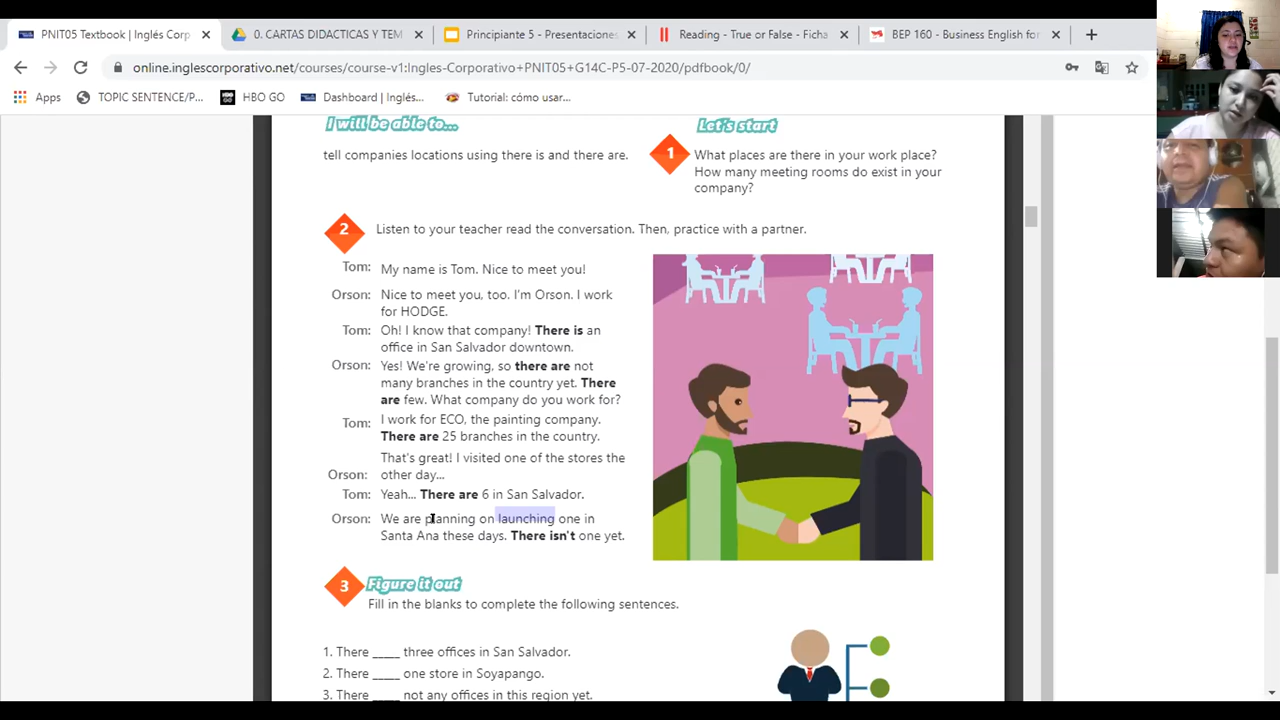 PNIT05 Textbook | Inglés Corp
0. CARTAS DIDACTICAS Y TEM
Principiante 5 - Presentaciones
Reading - True or False - Ficha
BEP 160 - Business English for
online.inglescorporativo.net/courses/course-v1:Ingles-Corporativo+PNIT05+G14C-P5-07-2020/pdfbook/0/
Apps
TOPIC SENTENCE/P...
HBO GO
Dashboard | Inglés...
Tutorial: cómo usar...
I will be able to...
tell companies locations using there is and there are.
Let's start
1
What places are there in your work place?
How many meeting rooms do exist in your
company?
2
Listen to your teacher read the conversation. Then, practice with a partner.
Tom: My name is Tom. Nice to meet you!
Orson: Nice to meet you, too. I'm Orson. I work
for HODGE.
Tom: Oh! I know that company! There is an
office in San Salvador downtown.
Orson: Yes! We're growing, so there are not
many branches in the country yet. There
are few. What company do you work for?
Tom: I work for ECO, the painting company.
There are 25 branches in the country.
That's great! I visited one of the stores the
Orson: other day...
Tom: Yeah... There are 6 in San Salvador.
Orson: We are planning on launching one in
Santa Ana these days. There isn't one yet.
3
Figure it out
Fill in the blanks to complete the following sentences.
1. There _____ three offices in San Salvador.
2. There _____ one store in Soyapango.
3. There _____ not any offices in this region yet.